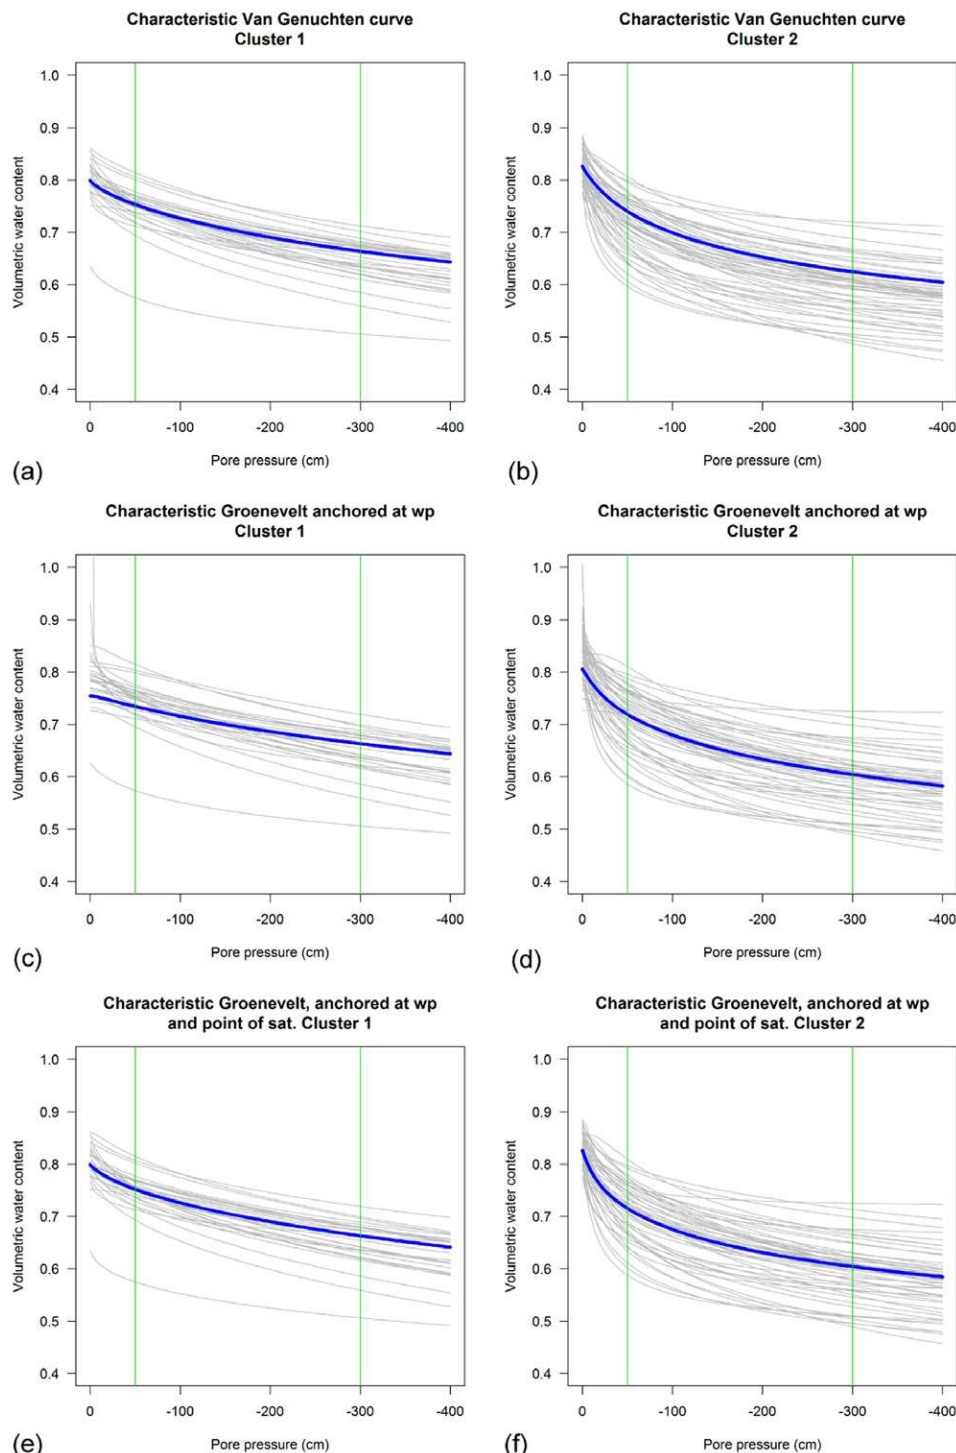 Characteristic Van Genuchten curve
Cluster 1
Volumetric water content
1.0
0.9
0.8
0.7
0.6
0.5
0.4
0 -100 -200 -300 -400
Pore pressure (cm)
(a)
Characteristic Van Genuchten curve
Cluster 2
Volumetric water content
1.0
0.9
0.8
0.7
0.6
0.5
0.4
0 -100 -200 -300 -400
Pore pressure (cm)
(b)
Characteristic Groenevelt anchored at wp
Cluster 1
Volumetric water content
1.0
0.9
0.8
0.7
0.6
0.5
0.4
0 -100 -200 -300 -400
Pore pressure (cm)
(c)
Characteristic Groenevelt anchored at wp
Cluster 2
Volumetric water content
1.0
0.9
0.8
0.7
0.6
0.5
0.4
0 -100 -200 -300 -400
Pore pressure (cm)
(d)
Characteristic Groenevelt, anchored at wp
and point of sat. Cluster 1
Volumetric water content
1.0
0.9
0.8
0.7
0.6
0.5
0.4
0 -100 -200 -300 -400
Pore pressure (cm)
(e)
Characteristic Groenevelt, anchored at wp
and point of sat. Cluster 2
Volumetric water content
1.0
0.9
0.8
0.7
0.6
0.5
0.4
0 -100 -200 -300 -400
Pore pressure (cm)
(f)